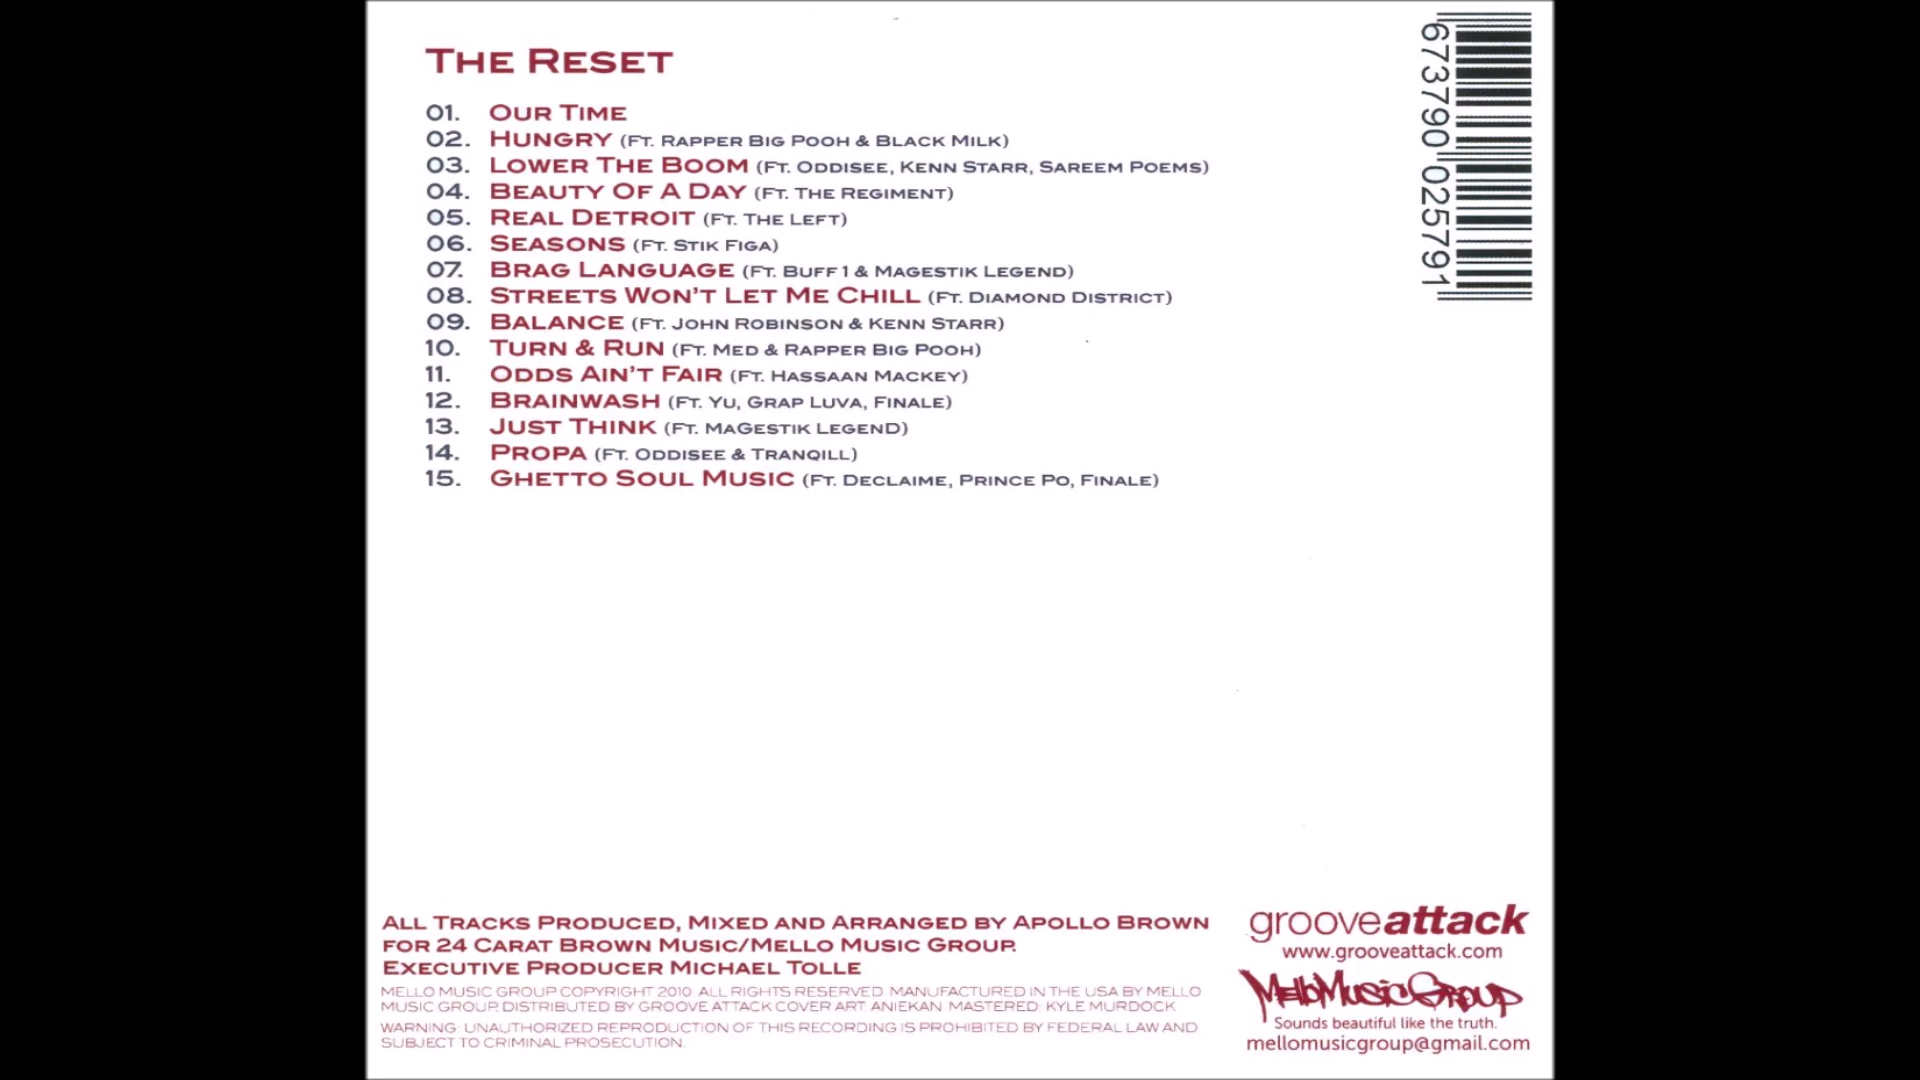 THE RESET
01. OUR TIME
02. HUNGRY (FT. RAPPER BIG POOH & BLACK MILK)
03. LOWER THE BOOM (FT. ODDISEE, KENN STARR, SAREEM POEMS)
04. BEAUTY OF A DAY (FT. THE REGIMENT)
05. REAL DETROIT (FT. THE LEFT)
06. SEASONS (FT. STIK FIGA)
07. BRAG LANGUAGE (FT. BUFF1 & MAGESTIK LEGEND)
08. STREETS WON'T LET ME CHILL (FT. DIAMOND DISTRICT)
09. BALANCE (FT. JOHN ROBINSON & KENN STARR)
10. TURN & RUN (FT. MED & RAPPER BIG POOH)
11. ODDS AIN'T FAIR (FT. HASSAAN MACKEY)
12. BRAINWASH (FT. YU, GRAP LUVA, FINALE)
13. JUST THINK (FT. MAGESTIK LEGEND)
14. PROPA (FT. ODDISEE & TRANQILL)
15. GHETTO SOUL MUSIC (FT. DECLAIME, PRINCE PO, FINALE)
6 73790 02579 1
ALL TRACKS PRODUCED, MIXED AND ARRANGED BY APOLLO BROWN
FOR 24 CARAT BROWN MUSIC/MELLO MUSIC GROUP.
EXECUTIVE PRODUCER MICHAEL TOLLE
MELLO MUSIC GROUP COPYRIGHT 2010. ALL RIGHTS RESERVED. MANUFACTURED IN THE USA BY MELLO
MUSIC GROUP. DISTRIBUTED BY GROOVE ATTACK COVER ART: ANIEKAN MASTERED: KYLE MURDOCK
WARNING: UNAUTHORIZED REPRODUCTION OF THIS RECORDING IS PROHIBITED BY FEDERAL LAW AND
SUBJECT TO CRIMINAL PROSECUTION.
grooveattack
www.grooveattack.com
MelloMusicGroup
Sounds beautiful like the truth.
mellomusicgroup@gmail.com